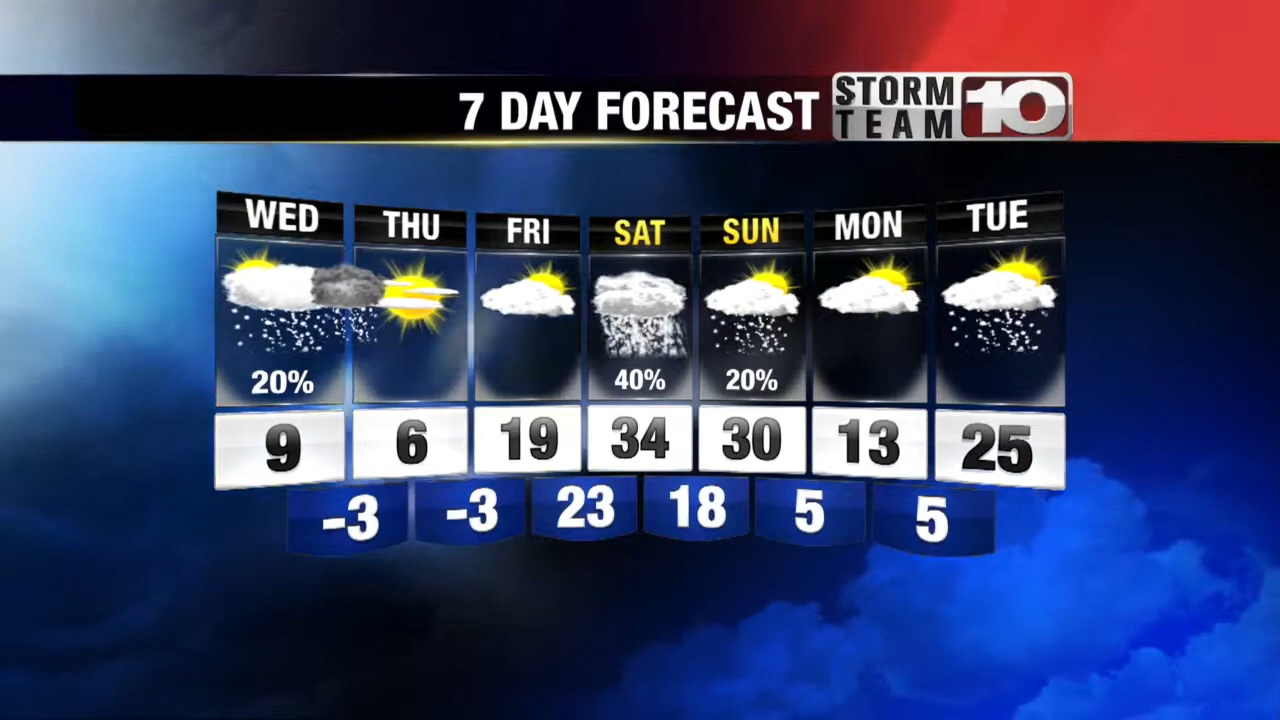 7 DAY FORECAST
STORM TEAM 10
WED THU FRI SAT SUN MON TUE
20% 40% 20%
9 6 19 34 30 13 25
-3 -3 23 18 5 5